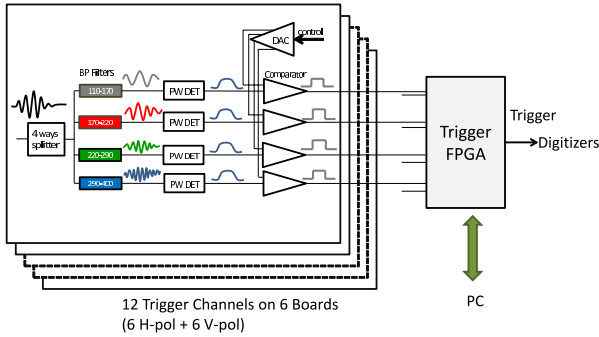 DAC
controll
BP Filters
Comparator
110-170
PW DET
170-220
PW DET
4 ways
splitter
220-290
PW DET
290-400
PW DET
Trigger
FPGA
Trigger
Digitizers
PC
12 Trigger Channels on 6 Boards
(6 H-pol + 6 V-pol)